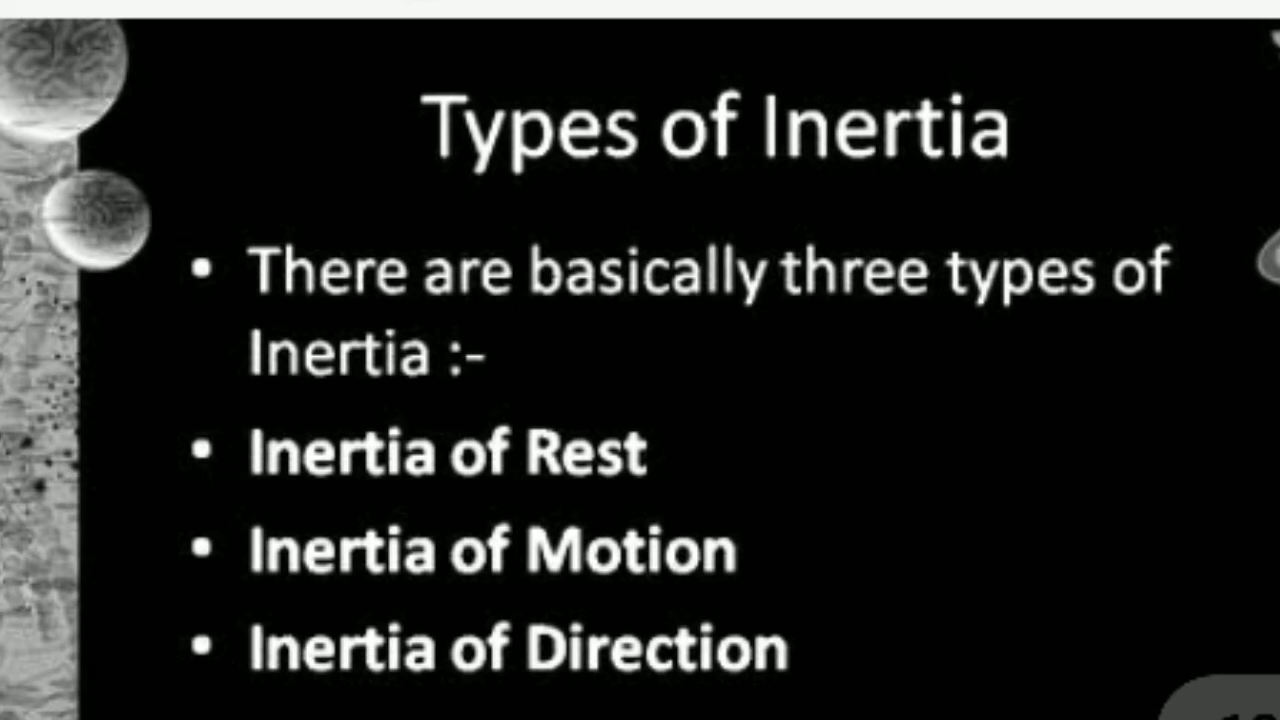 Types of Inertia
• There are basically three types of
Inertia :-
• Inertia of Rest
• Inertia of Motion
• Inertia of Direction